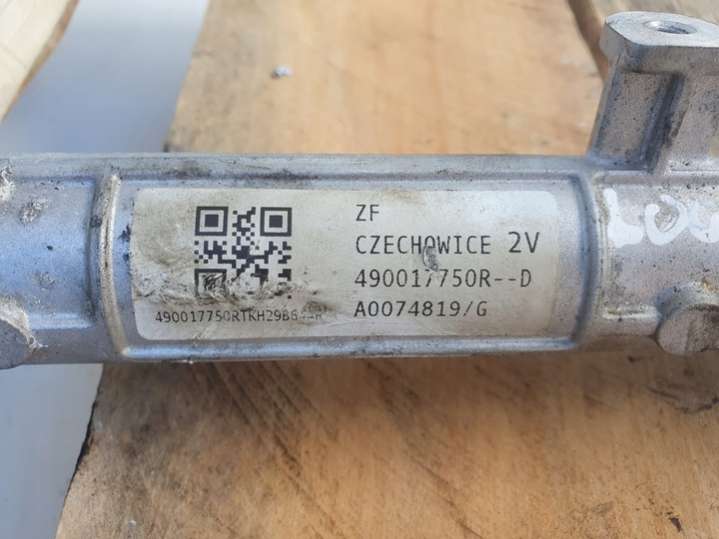 ZF
CZECHOWICE 2V
490017750R--D
A0074819/G